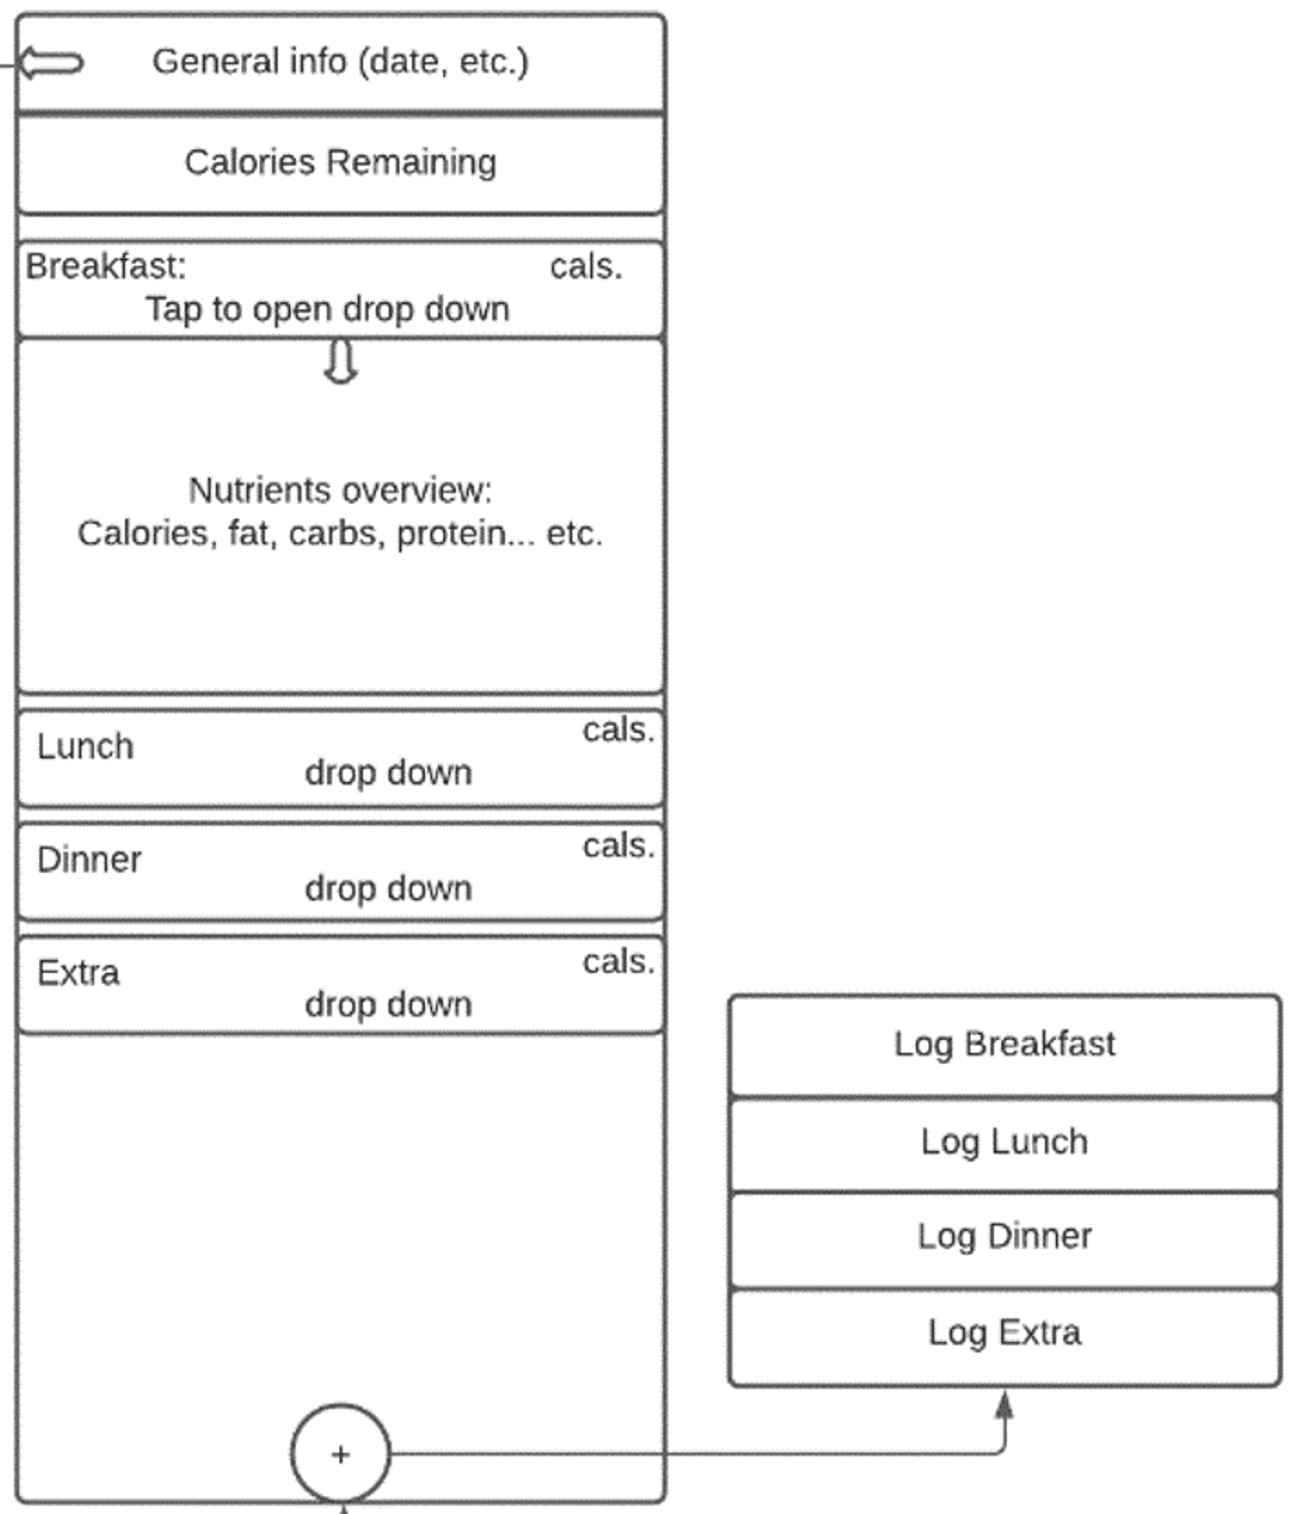 General info (date, etc.)
Calories Remaining
Breakfast: cals.
Tap to open drop down
Nutrients overview:
Calories, fat, carbs, protein... etc.
Lunch cals.
drop down
Dinner cals.
drop down
Extra cals.
drop down
Log Breakfast
Log Lunch
Log Dinner
Log Extra
+